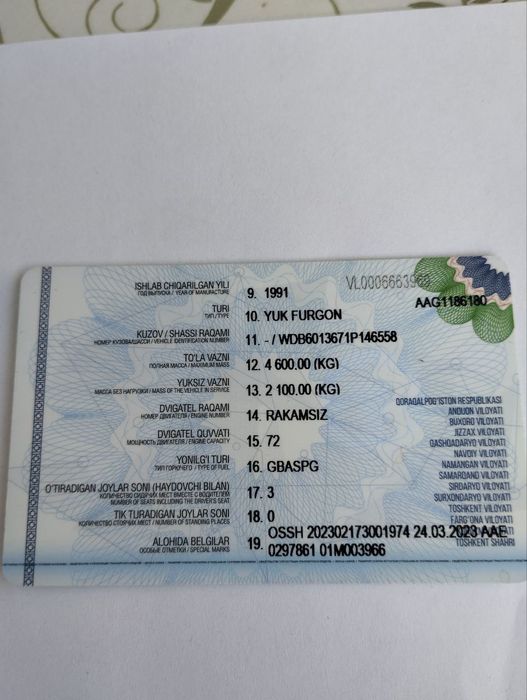 VL0006663960
AAG1186180
ISHLAB CHIQARILGAN YILI
ГОД ВЫПУСКА / YEAR OF MANUFACTURE
9. 1991
TURI
ТИП / TYPE
10. YUK FURGON
KUZOV / SHASSI RAQAMI
НОМЕР КУЗОВА/ШАССИ / VEHICLE IDENTIFICATION NUMBER
11. - / WDB6013671P146558
TO'LA VAZNI
ПОЛНАЯ МАССА / MAXIMUM MASS
12. 4 600.00 (KG)
YUKSIZ VAZNI
МАССА БЕЗ НАГРУЗКИ / MASS OF THE VEHICLE IN SERVICE
13. 2 100.00 (KG)
DVIGATEL RAQAMI
НОМЕР ДВИГАТЕЛЯ / ENGINE NUMBER
14. RAKAMSIZ
DVIGATEL QUVVATI
МОЩНОСТЬ ДВИГАТЕЛЯ / ENGINE CAPACITY
15. 72
YONILG'I TURI
ТИП ГОРЮЧЕГО / TYPE OF FUEL
16. GBASPG
O'TIRADIGAN JOYLAR SONI (HAYDOVCHI BILAN)
КОЛИЧЕСТВО СИДЯЧИХ МЕСТ ВМЕСТЕ С ВОДИТЕЛЕМ
NUMBER OF SEATS INCLUDING THE DRIVER'S SEAT
17. 3
TIK TURADIGAN JOYLAR SONI
КОЛИЧЕСТВО СТОЯЧИХ МЕСТ / NUMBER OF STANDING PLACES
18. 0
ALOHIDA BELGILAR
ОСОБЫЕ ОТМЕТКИ / SPECIAL MARKS
19. OSSH 202302173001974 24.03.2023 AAE
0297861 01M003966
QORAQALPOG'ISTON RESPUBLIKASI
ANDIJON VILOYATI
BUXORO VILOYATI
JIZZAX VILOYATI
QASHQADARYO VILOYATI
NAVOIY VILOYATI
NAMANGAN VILOYATI
SAMARQAND VILOYATI
SIRDARYO VILOYATI
SURXONDARYO VILOYATI
TOSHKENT VILOYATI
FARG'ONA VILOYATI
TOSHKENT SHAHRI